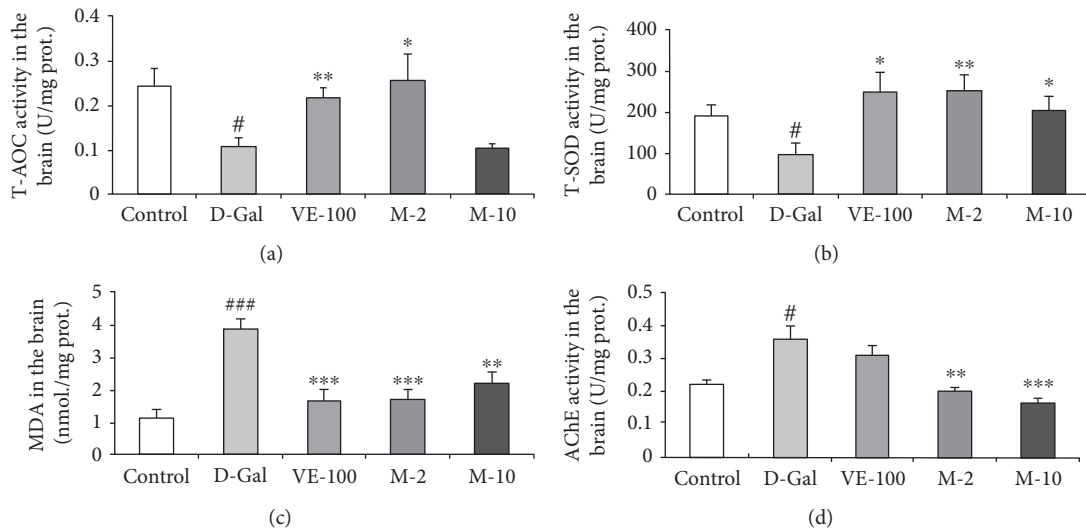 T-AOC activity in the
brain (U/mg prot.)
0.4
0.3
0.2
0.1
0
#
**
*
Control D-Gal VE-100 M-2 M-10
(a)
T-SOD activity in the
brain (U/mg prot.)
400
300
200
100
0
#
*
**
*
Control D-Gal VE-100 M-2 M-10
(b)
MDA in the brain
(nmol./mg prot.)
5
4
3
2
1
0
###
***
***
**
Control D-Gal VE-100 M-2 M-10
(c)
AChE activity in the
brain (U/mg prot.)
0.5
0.4
0.3
0.2
0.1
0
#
**
***
Control D-Gal VE-100 M-2 M-10
(d)